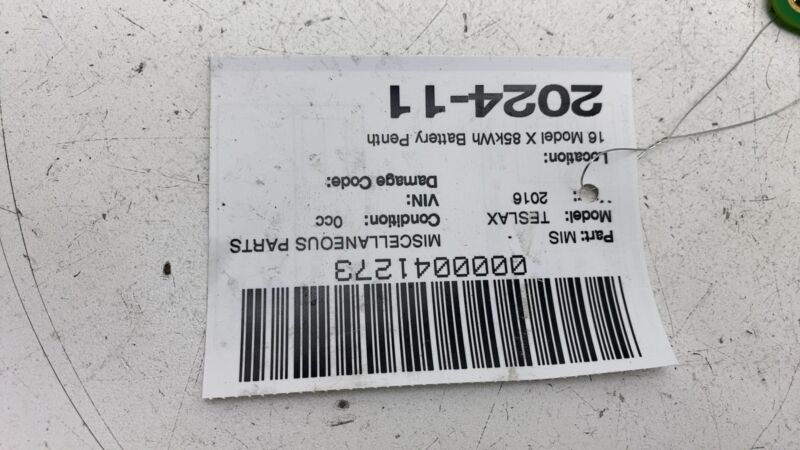 0000041273
Part: MIS MISCELLANEOUS PARTS
Model: TESLAX Condition: 0cc
2016 VIN:
Damage Code:
Location:
16 Model X 85kWh Battery Penth
2024-11